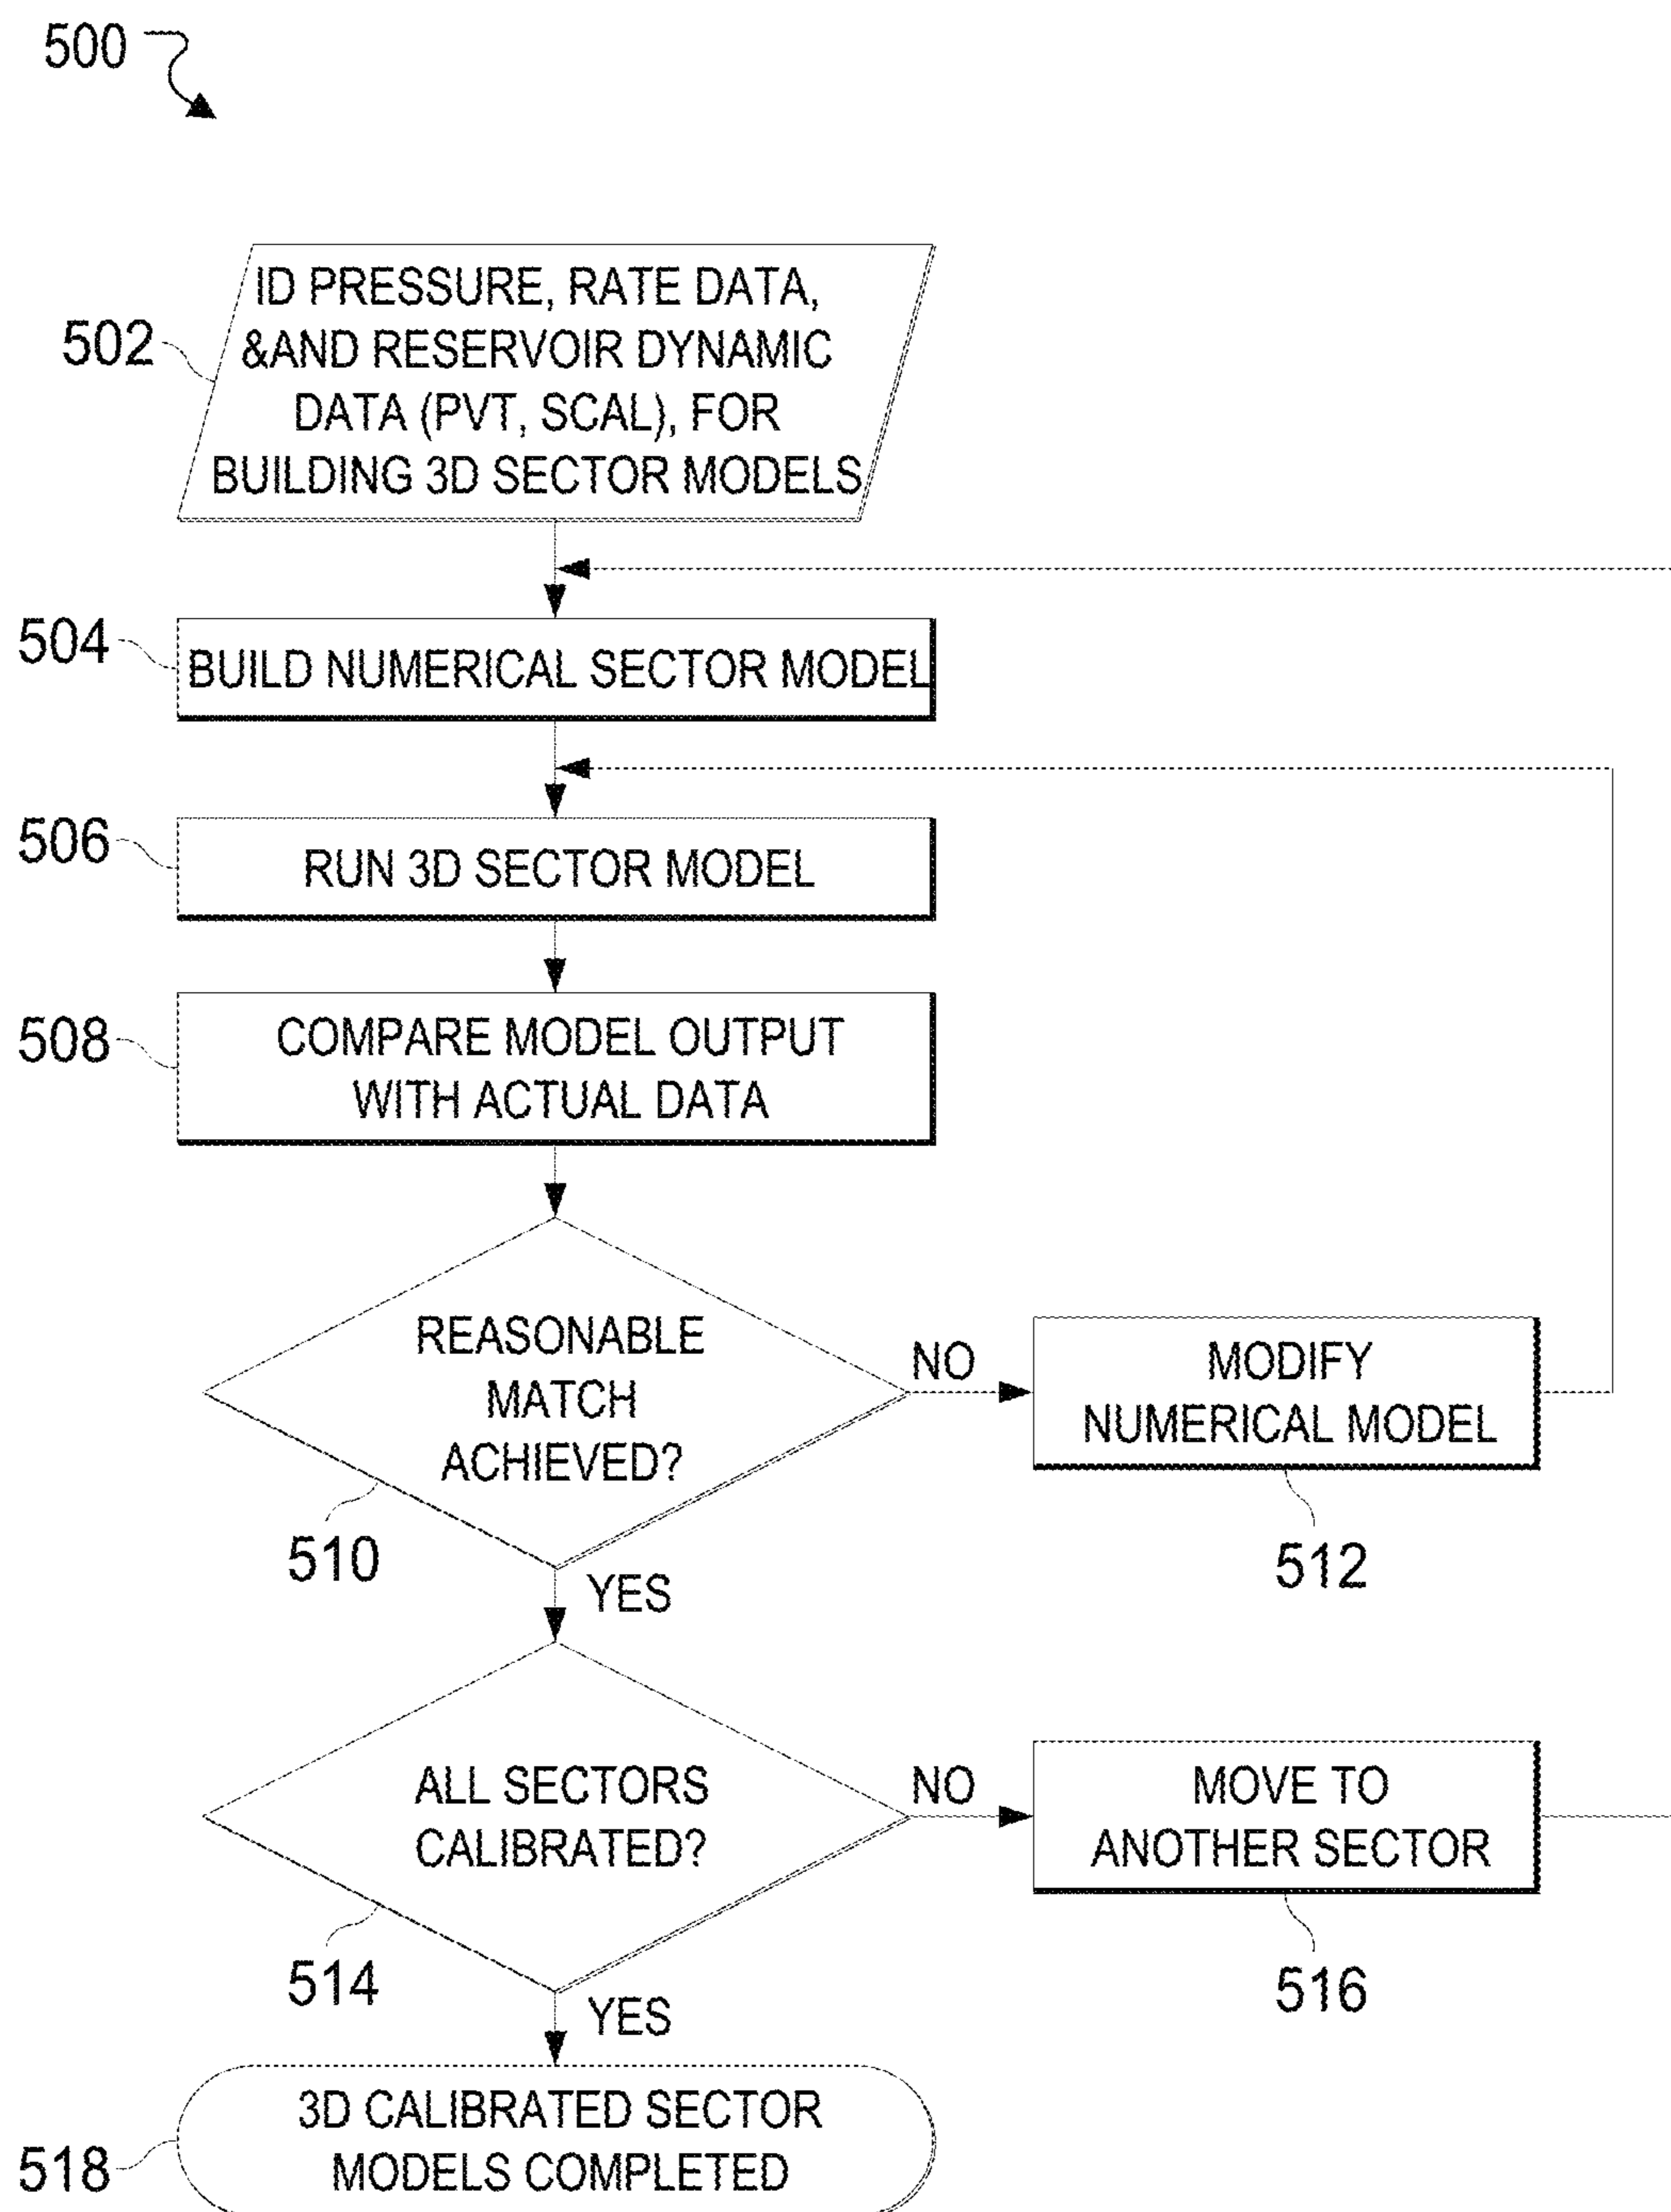 500
502
ID PRESSURE, RATE DATA,
&AND RESERVOIR DYNAMIC
DATA (PVT, SCAL), FOR
BUILDING 3D SECTOR MODELS
504
BUILD NUMERICAL SECTOR MODEL
506
RUN 3D SECTOR MODEL
508
COMPARE MODEL OUTPUT
WITH ACTUAL DATA
REASONABLE
MATCH
ACHIEVED?
510
NO
MODIFY
NUMERICAL MODEL
512
YES
ALL SECTORS
CALIBRATED?
514
NO
MOVE TO
ANOTHER SECTOR
516
YES
518
3D CALIBRATED SECTOR
MODELS COMPLETED